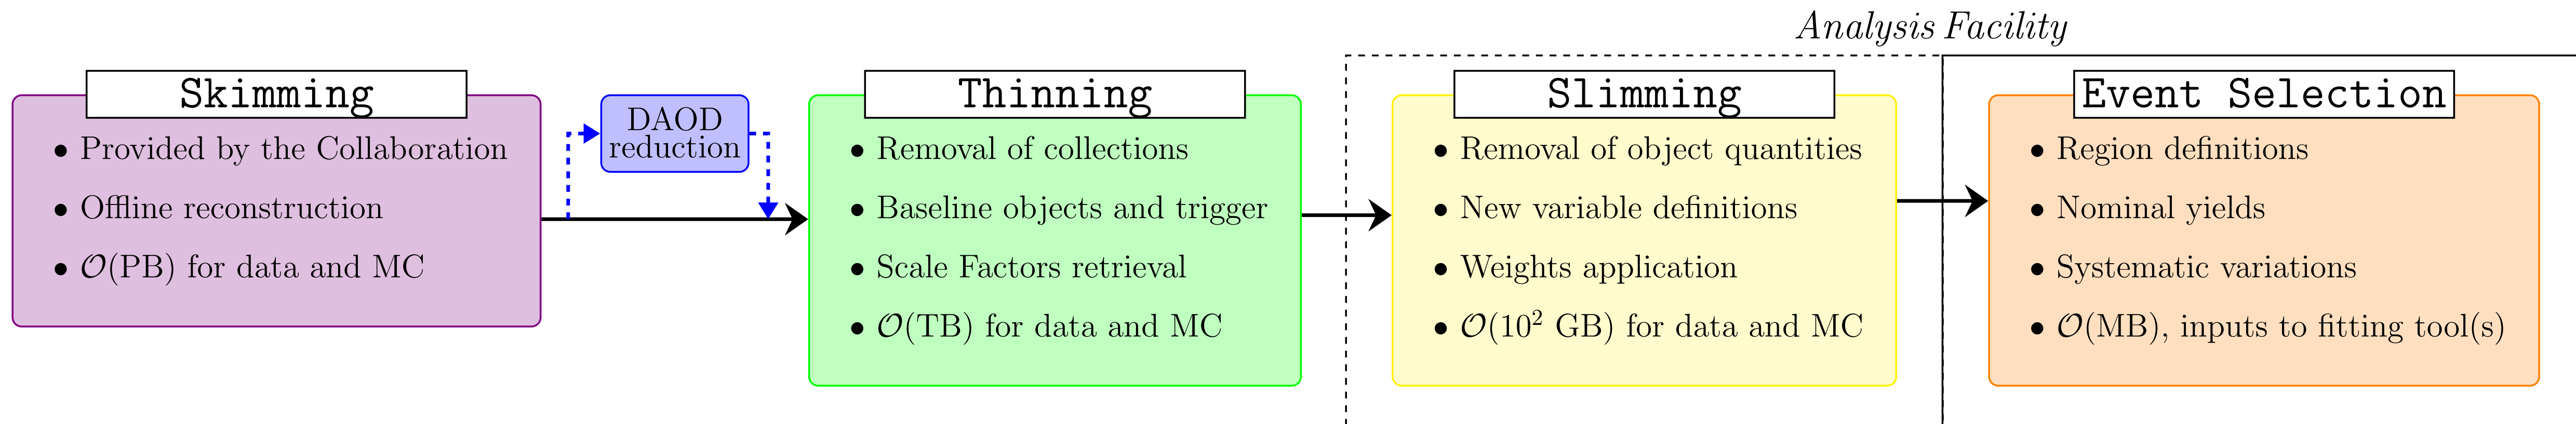 Analysis Facility
Skimming
• Provided by the Collaboration
• Offline reconstruction
• 𝒪(PB) for data and MC
DAOD
reduction
Thinning
• Removal of collections
• Baseline objects and trigger
• Scale Factors retrieval
• 𝒪(TB) for data and MC
Slimming
• Removal of object quantities
• New variable definitions
• Weights application
• 𝒪(10² GB) for data and MC
Event Selection
• Region definitions
• Nominal yields
• Systematic variations
• 𝒪(MB), inputs to fitting tool(s)